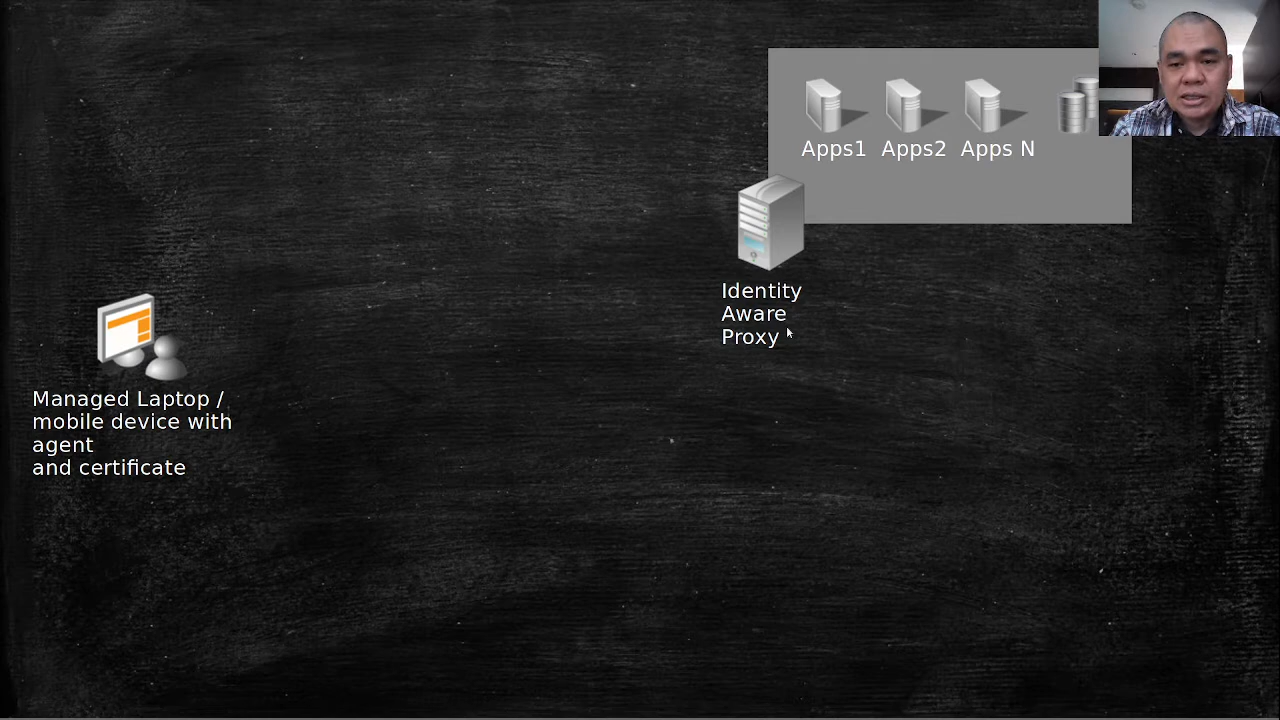 Apps1 Apps2 Apps N
Identity
Aware
Proxy
Managed Laptop /
mobile device with
agent
and certificate